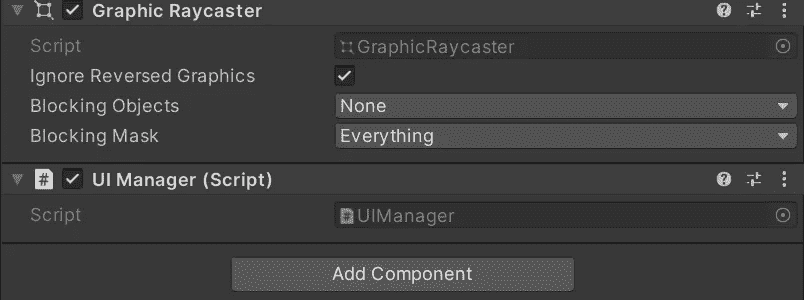 Graphic Raycaster
Script GraphicRaycaster
Ignore Reversed Graphics
Blocking Objects None
Blocking Mask Everything
# UI Manager (Script)
Script UIManager
Add Component